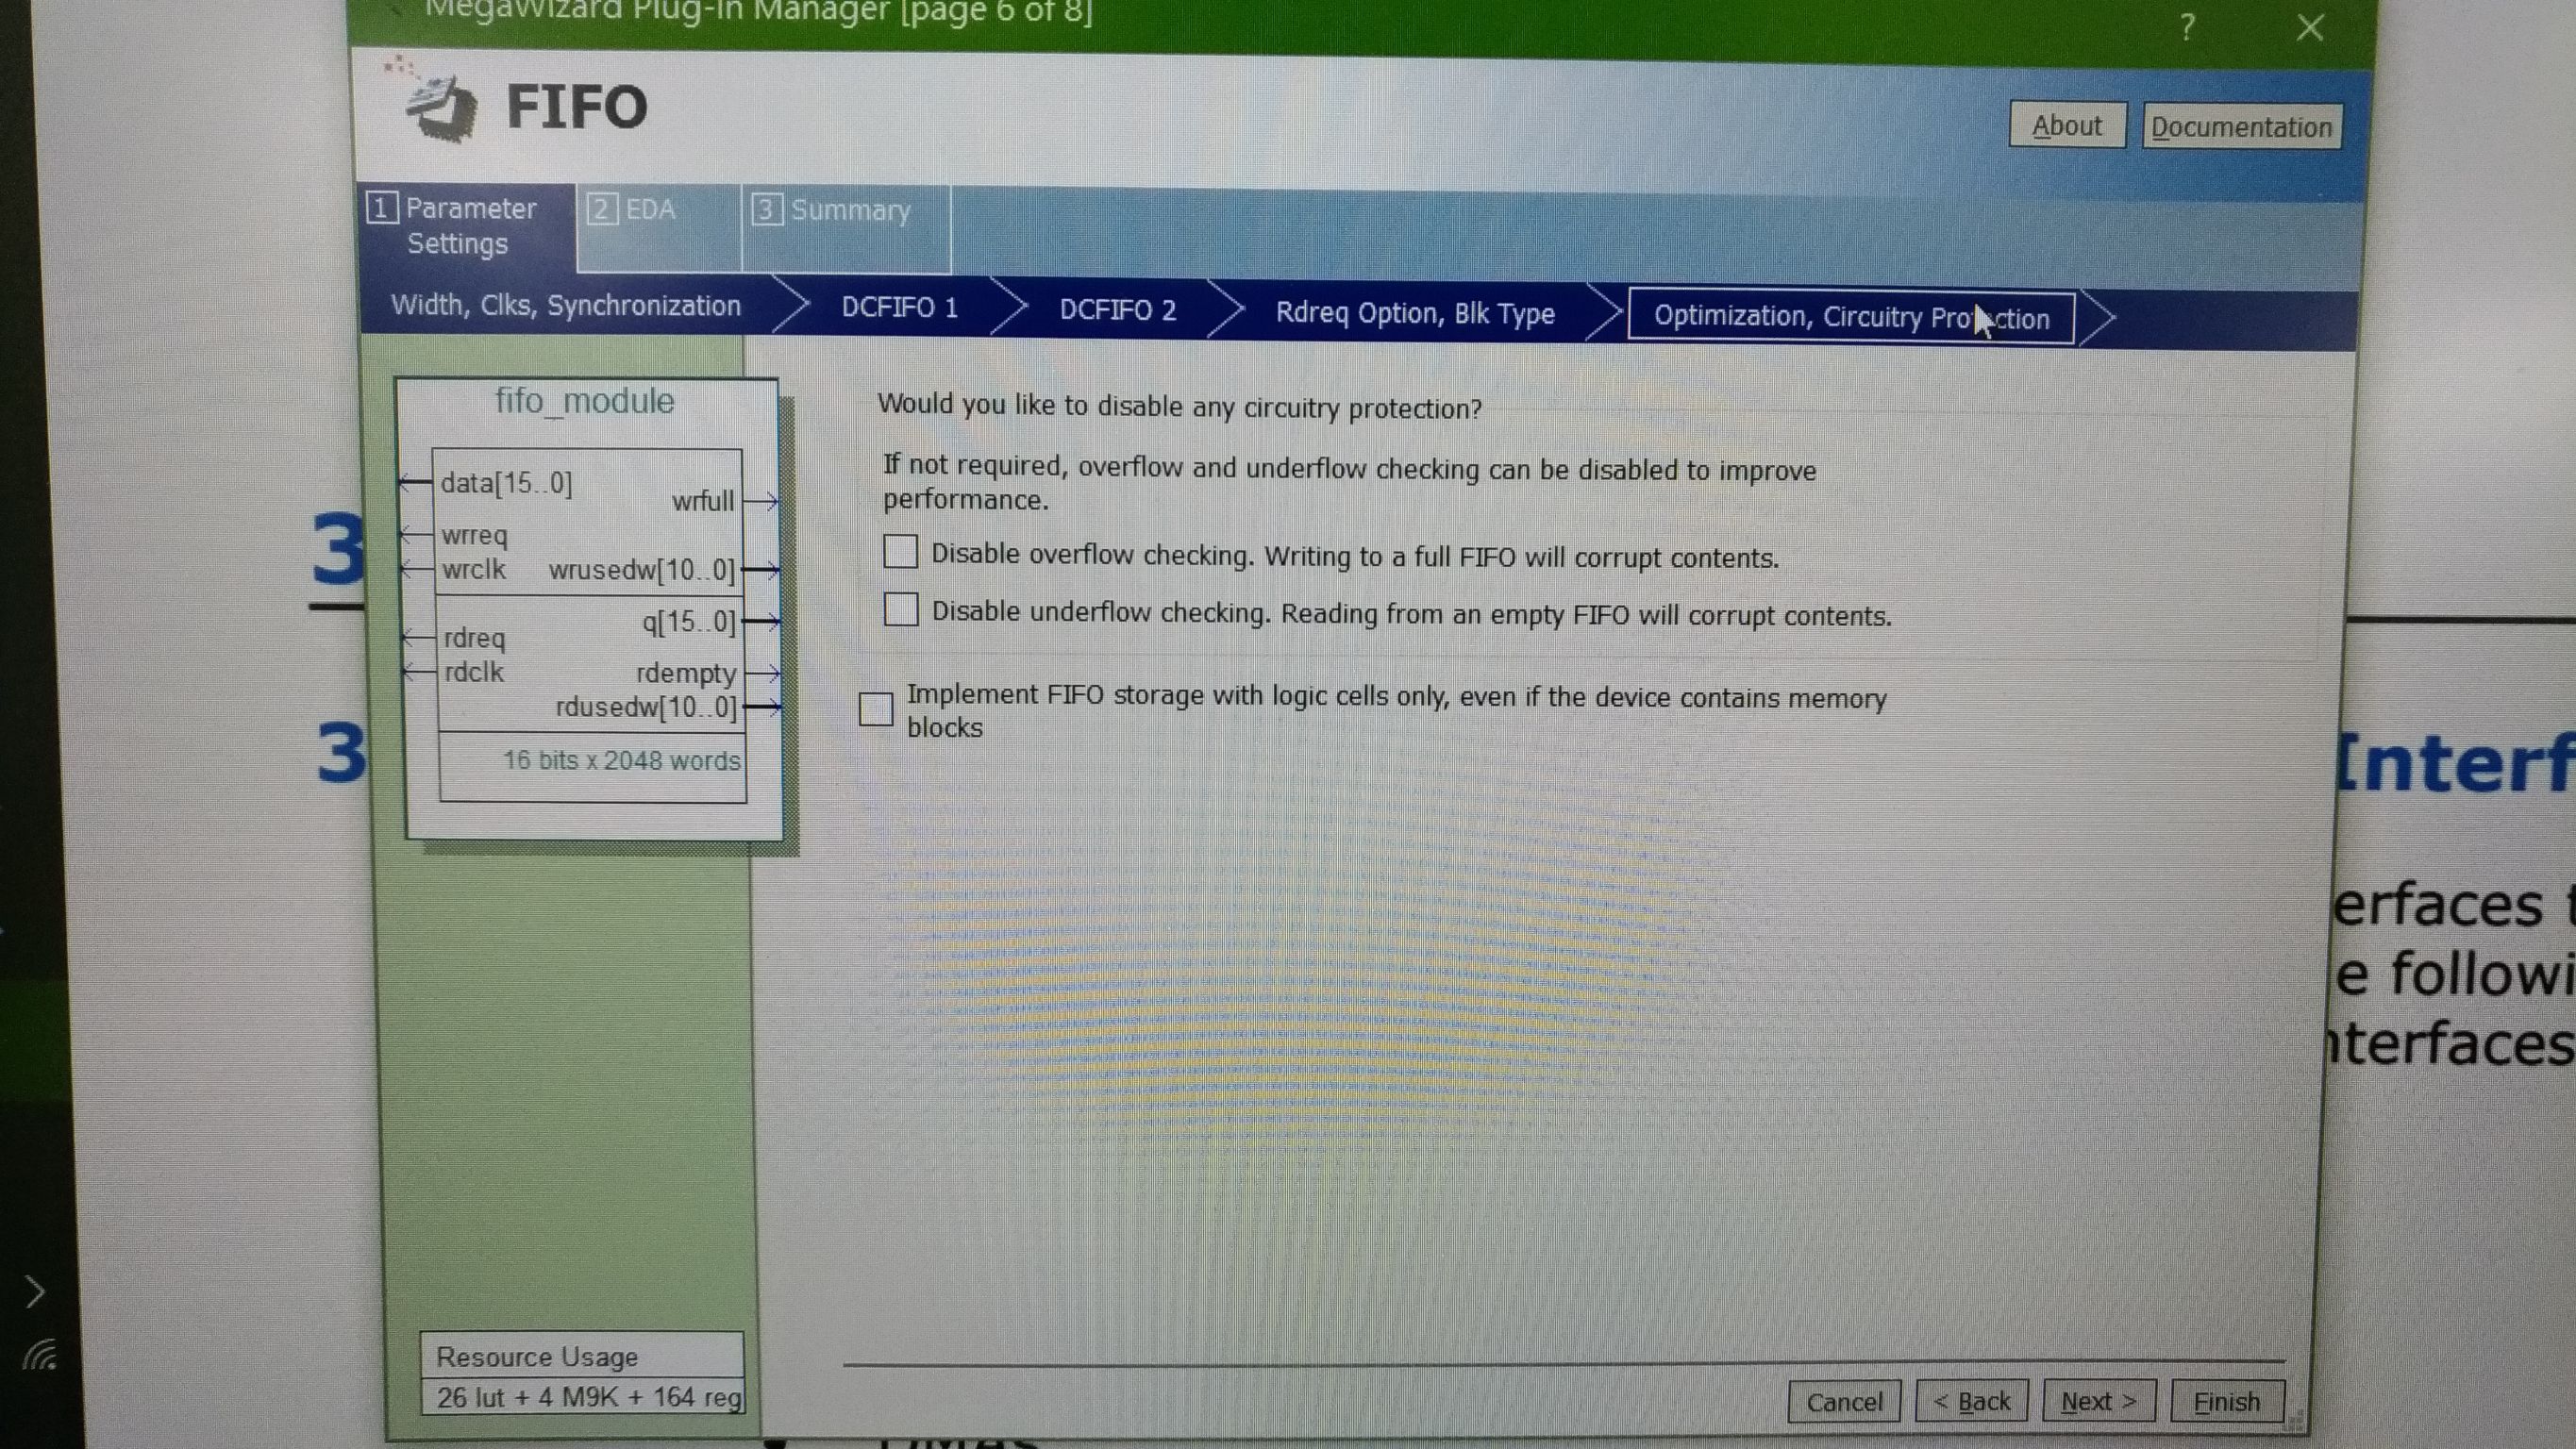 MegaWizard Plug-In Manager [page 6 of 8]
? X
FIFO
About
Documentation
1 Parameter Settings
2 EDA
3 Summary
Width, Clks, Synchronization
DCFIFO 1
DCFIFO 2
Rdreq Option, Blk Type
Optimization, Circuitry Protection
fifo_module
data[15..0]
wrfull
wrreq
wrclk
wrusedw[10..0]
q[15..0]
rdreq
rdclk
rdempty
rdusedw[10..0]
16 bits x 2048 words
Would you like to disable any circuitry protection?
If not required, overflow and underflow checking can be disabled to improve
performance.
Disable overflow checking. Writing to a full FIFO will corrupt contents.
Disable underflow checking. Reading from an empty FIFO will corrupt contents.
Implement FIFO storage with logic cells only, even if the device contains memory
blocks
Resource Usage
26 lut + 4 M9K + 164 reg
Cancel
< Back
Next >
Finish
3
3
Interf
erfaces
e followi
nterfaces